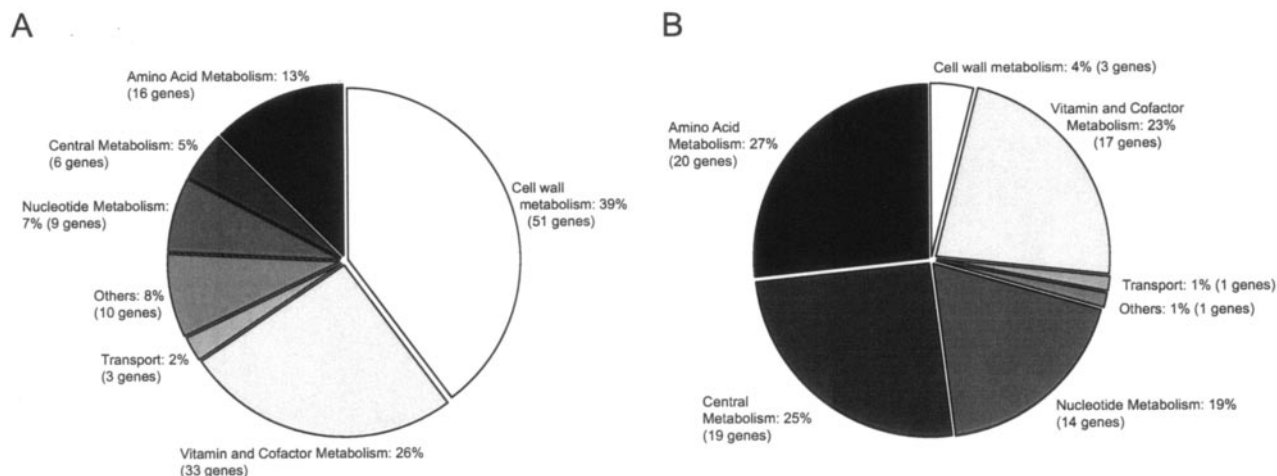 A
Amino Acid Metabolism: 13%
(16 genes)
Central Metabolism: 5%
(6 genes)
Nucleotide Metabolism:
7% (9 genes)
Others: 8%
(10 genes)
Transport: 2%
(3 genes)
Vitamin and Cofactor Metabolism: 26%
(33 genes)
Cell wall
metabolism: 39%
(51 genes)
B
Cell wall metabolism: 4% (3 genes)
Vitamin and Cofactor
Metabolism: 23%
(17 genes)
Amino Acid
Metabolism: 27%
(20 genes)
Transport: 1% (1 genes)
Others: 1% (1 genes)
Central
Metabolism: 25%
(19 genes)
Nucleotide Metabolism: 19%
(14 genes)